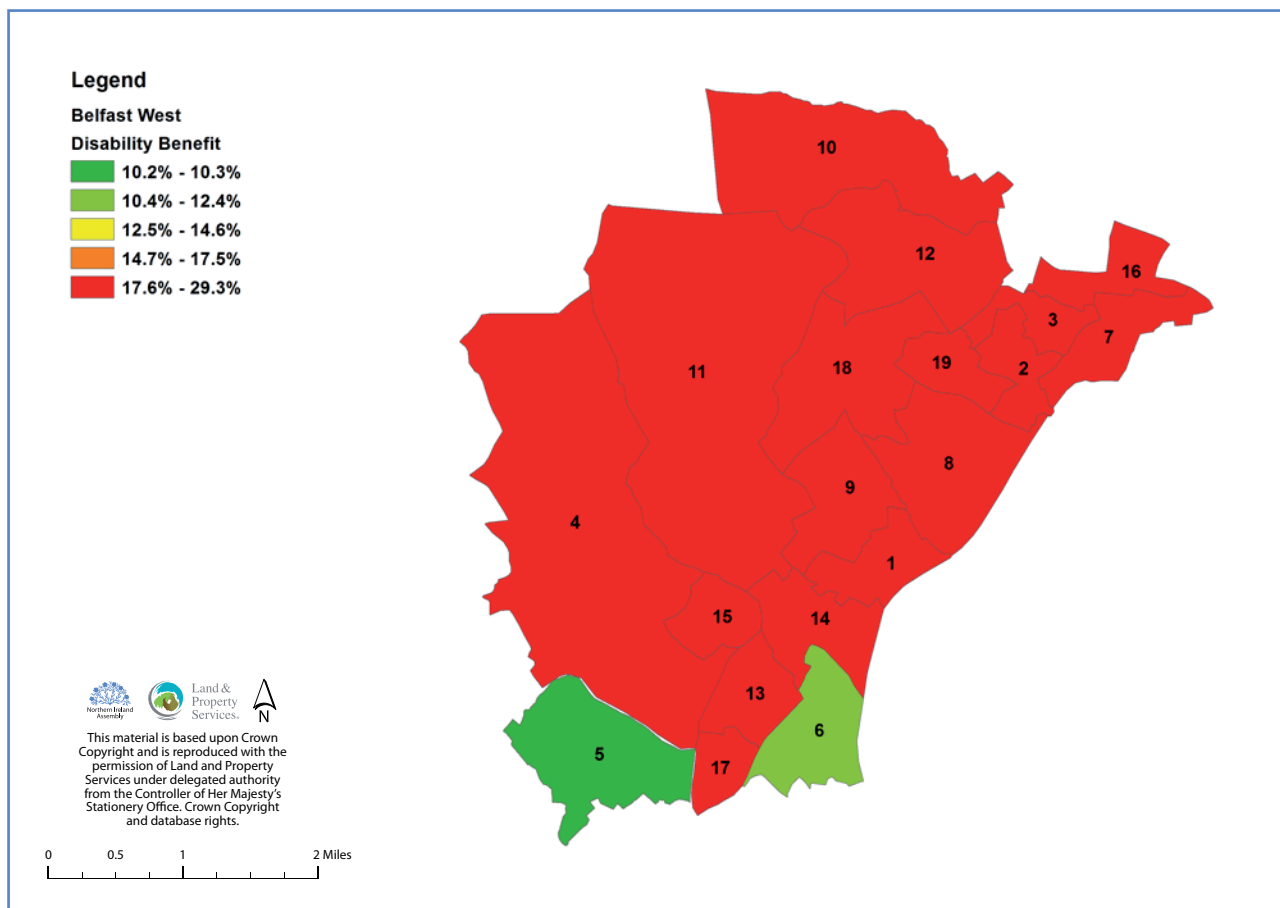 Legend
Belfast West
Disability Benefit
10.2% - 10.3%
10.4% - 12.4%
12.5% - 14.6%
14.7% - 17.5%
17.6% - 29.3%
10
12
16
3
7
11
18
19
2
8
9
4
1
15
14
13
6
5
17
Northern Ireland
Assembly
Land &
Property
Services.
N
This material is based upon Crown
Copyright and is reproduced with the
permission of Land and Property
Services under delegated authority
from the Controller of Her Majesty's
Stationery Office. Crown Copyright
and database rights.
0 0.5 1 2 Miles